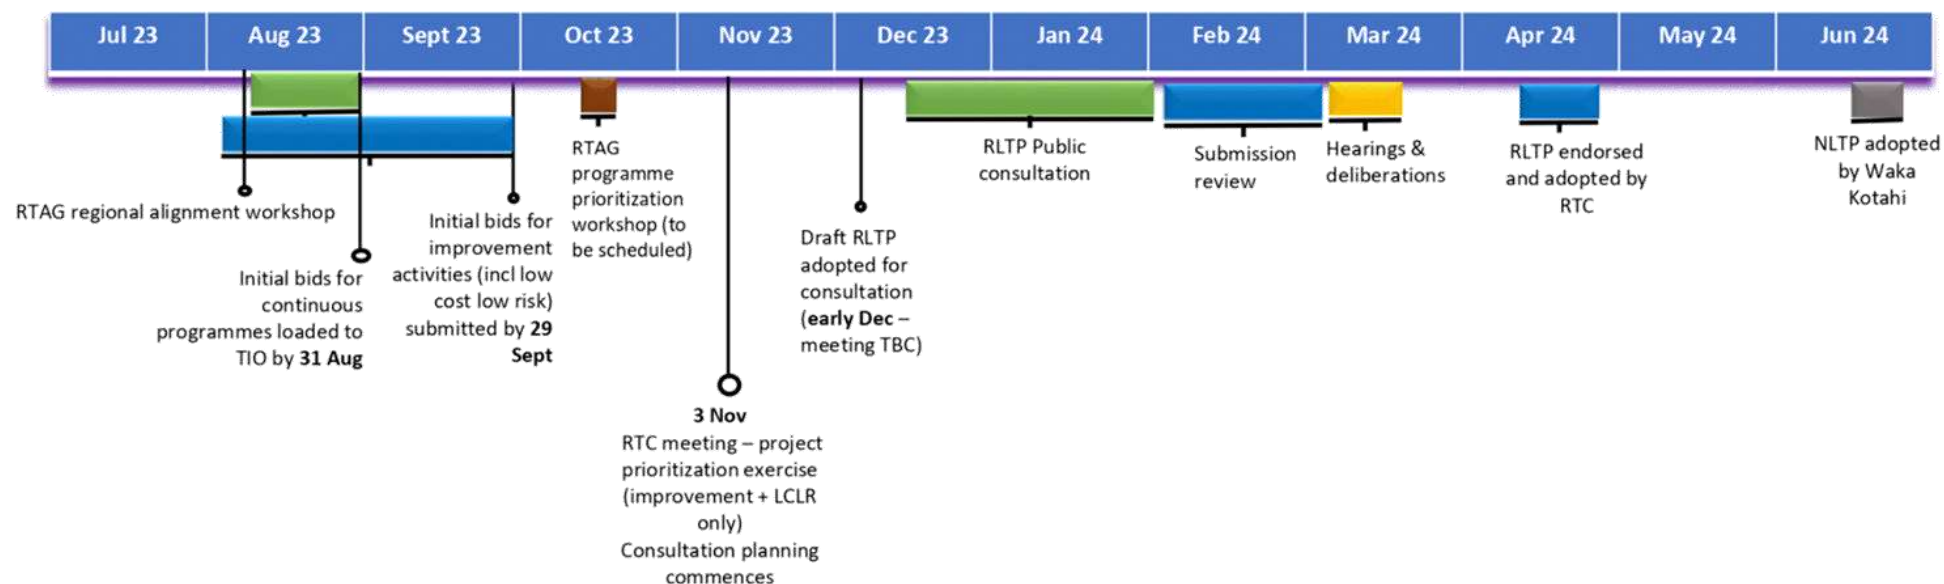 Jul 23
Aug 23
Sept 23
Oct 23
Nov 23
Dec 23
Jan 24
Feb 24
Mar 24
Apr 24
May 24
Jun 24
RTAG regional alignment workshop
Initial bids for
continuous
programmes loaded to
TIO by 31 Aug
Initial bids for
improvement
activities (incl low
cost low risk)
submitted by 29
Sept
RTAG
programme
prioritization
workshop (to
be scheduled)
3 Nov
RTC meeting – project
prioritization exercise
(improvement + LCLR
only)
Consultation planning
commences
Draft RLTP
adopted for
consultation
(early Dec –
meeting TBC)
RLTP Public
consultation
Submission
review
Hearings &
deliberations
RLTP endorsed
and adopted by
RTC
NLTP adopted
by Waka
Kotahi